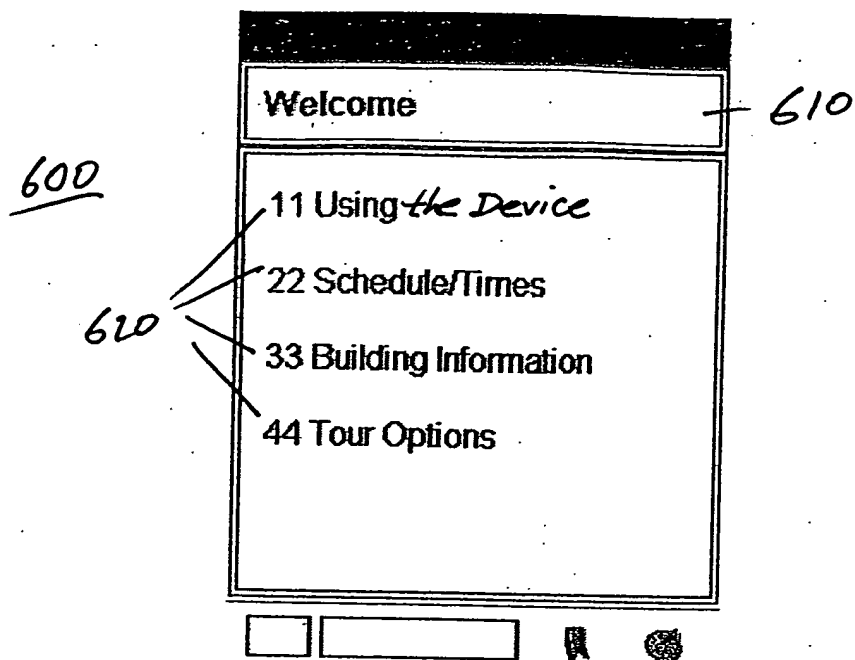 Welcome
610
600
11 Using the Device
22 Schedule/Times
620
33 Building Information
44 Tour Options